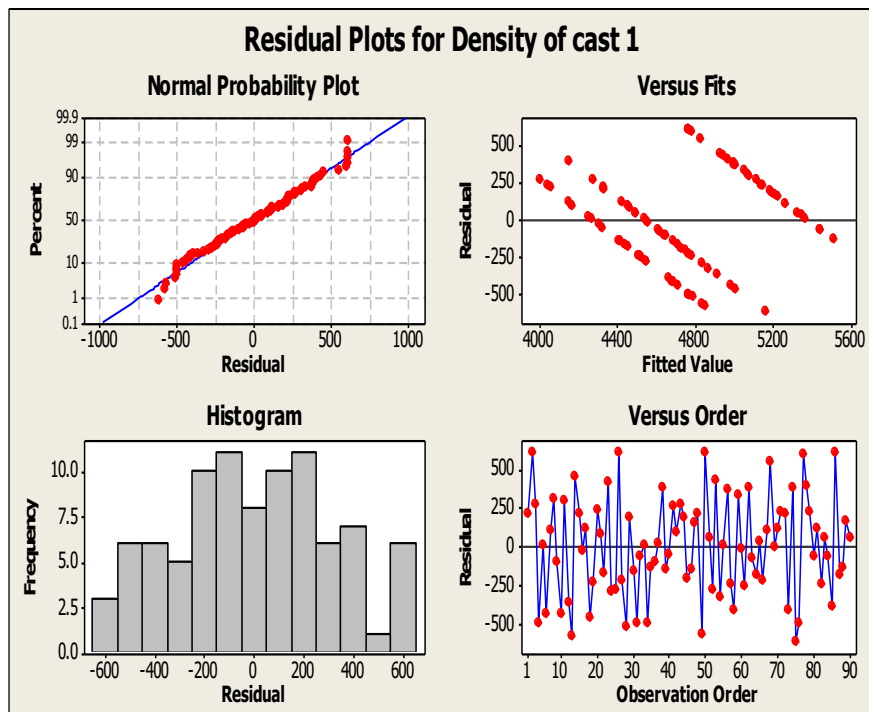 Residual Plots for Density of cast 1
Normal Probability Plot
99.9
99
90
50
10
1
0.1
Percent
-1000 -500 0 500 1000
Residual
Versus Fits
500
250
0
-250
-500
Residual
4000 4400 4800 5200 5600
Fitted Value
Histogram
10.0
7.5
5.0
2.5
0.0
Frequency
-600 -400 -200 0 200 400 600
Residual
Versus Order
500
250
0
-250
-500
Residual
1 10 20 30 40 50 60 70 80 90
Observation Order